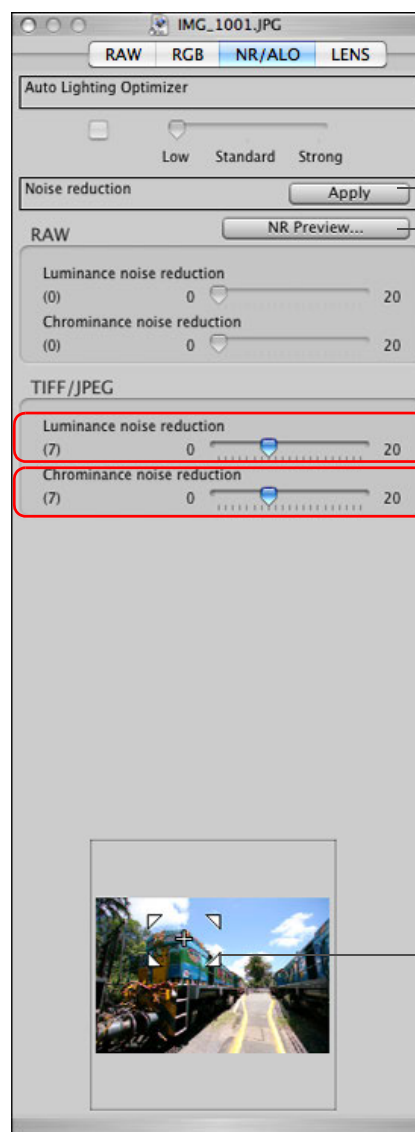 IMG_1001.JPG
RAW RGB NR/ALO LENS
Auto Lighting Optimizer
Low Standard Strong
Noise reduction Apply
RAW NR Preview...
Luminance noise reduction
(0) 0 20
Chrominance noise reduction
(0) 0 20
TIFF/JPEG
Luminance noise reduction
(7) 0 20
Chrominance noise reduction
(7) 0 20